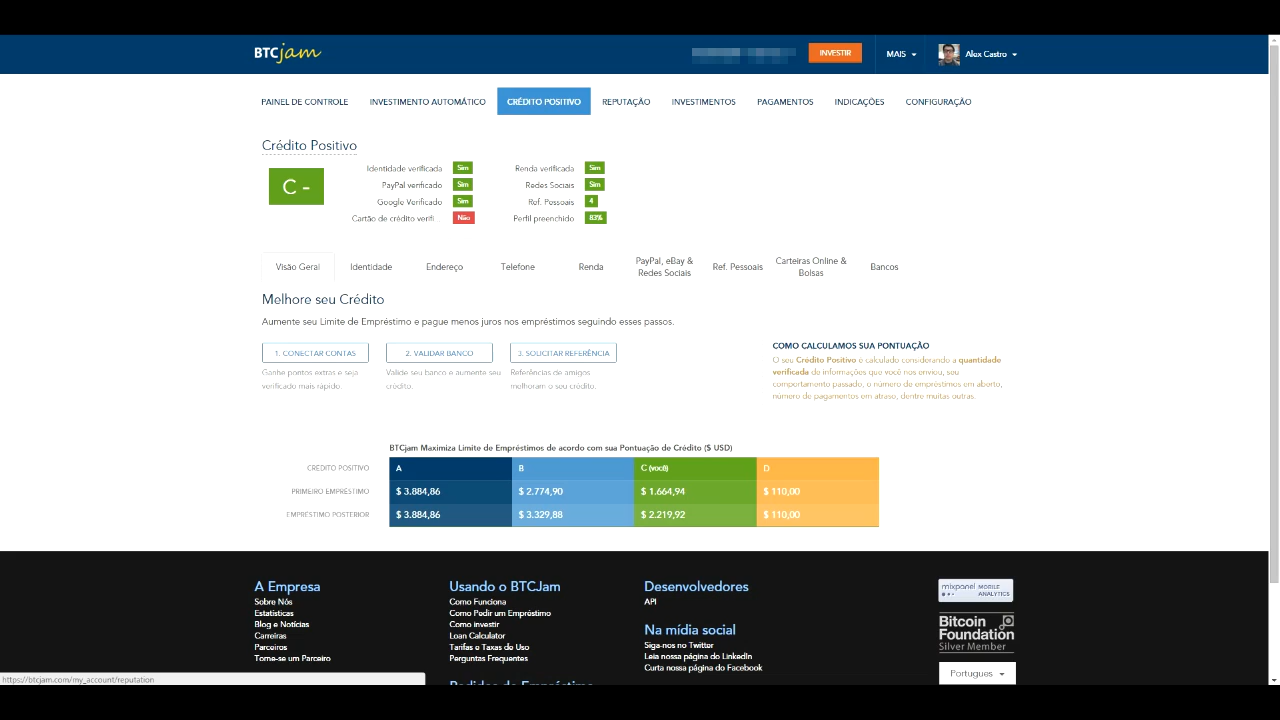 BTCjam
INVESTIR
MAIS
Alex Castro
PAINEL DE CONTROLE
INVESTIMENTO AUTOMÁTICO
CRÉDITO POSITIVO
REPUTAÇÃO
INVESTIMENTOS
PAGAMENTOS
INDICAÇÕES
CONFIGURAÇÃO
Crédito Positivo
C -
Identidade verificada Sim
Renda verificada Sim
PayPal verificado Sim
Redes Sociais Sim
Google Verificado Sim
Ref. Pessoais 4
Cartão de crédito verifi... Não
Perfil preenchido 83%
Visão Geral
Identidade
Endereço
Telefone
Renda
PayPal, eBay &
Redes Sociais
Ref. Pessoais
Carteiras Online &
Bolsas
Bancos
Melhore seu Crédito
Aumente seu Limite de Empréstimo e pague menos juros nos empréstimos seguindo esses passos.
1. CONECTAR CONTAS
Ganhe pontos extras e seja
verificado mais rápido.
2. VALIDAR BANCO
Valide seu banco e aumente seu
crédito.
3. SOLICITAR REFERÊNCIA
Referências de amigos
melhoram o seu crédito.
COMO CALCULAMOS SUA PONTUAÇÃO
O seu Crédito Positivo é calculado considerando a quantidade
verificada do informações que você nos enviou, seu
comportamento passado, o número de empréstimos em aborto,
número de pagamentos em atraso, dentre muitas outras.
BTCjam Maximiza Limite de Empréstimos de acordo com sua Pontuação de Crédito ($ USD)
CRÉDITO POSITIVO A B C (você) D
PRIMEIRO EMPRÉSTIMO $ 3.884,86 $ 2.774,90 $ 1.664,94 $ 110,00
EMPRÉSTIMO POSTERIOR $ 3.884,86 $ 3.329,88 $ 2.219,92 $ 110,00
A Empresa
Sobre Nós
Estatísticas
Blog e Notícias
Carreiras
Parceiros
Torne-se um Parceiro
Usando o BTCJam
Como Funciona
Como Pedir um Empréstimo
Como investir
Loan Calculator
Tarifas e Taxas de Uso
Perguntas Frequentes
Pedidos de Empréstimo
Desenvolvedores
API
Na mídia social
Siga-nos no Twitter
Leia nossa página do LinkedIn
Curta nossa página do Facebook
mixpanel MOBILE
ANALYTICS
Bitcoin
Foundation
Silver Member
Portugues
https://btcjam.com/my_account/reputation